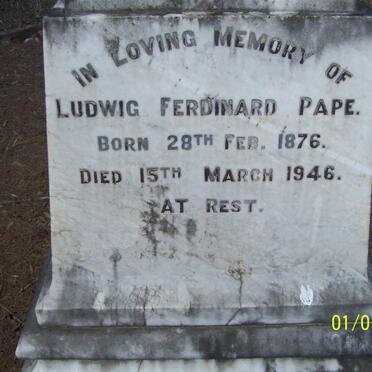 IN LOVING MEMORY OF
LUDWIG FERDINARD PAPE.
BORN 28TH FEB. 1876.
DIED 15TH MARCH 1946.
AT REST.
01/0